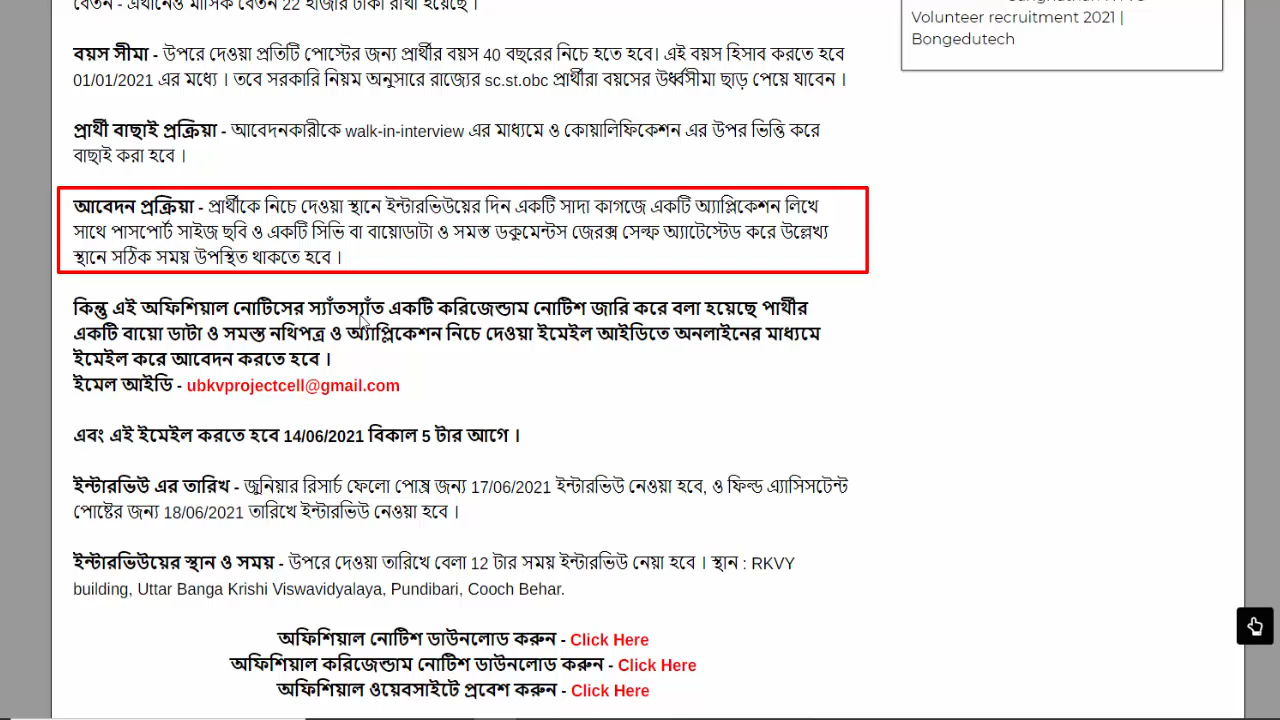 বেতন - এখানেও মাসিক বেতন 22 হাজার টাকা রাখা হয়েছে ।
Volunteer recruitment 2021 |
Bongedutech
বয়স সীমা - উপরে দেওয়া প্রতিটি পোস্টের জন্য প্রার্থীর বয়স 40 বছরের নিচে হতে হবে। এই বয়স হিসাব করতে হবে
01/01/2021 এর মধ্যে । তবে সরকারি নিয়ম অনুসারে রাজ্যের sc.st.obc প্রার্থীরা বয়সের উর্ধ্বসীমা ছাড় পেয়ে যাবেন ।
প্রার্থী বাছাই প্রক্রিয়া - আবেদনকারীকে walk-in-interview এর মাধ্যমে ও কোয়ালিফিকেশন এর উপর ভিত্তি করে
বাছাই করা হবে ।
আবেদন প্রক্রিয়া - প্রার্থীকে নিচে দেওয়া স্থানে ইন্টারভিউয়ের দিন একটি সাদা কাগজে একটি অ্যাপ্লিকেশন লিখে
সাথে পাসপোর্ট সাইজ ছবি ও একটি সিভি বা বায়োডাটা ও সমস্ত ডকুমেন্টস জেরক্স সেল্ফ অ্যাটেস্টেড করে উল্লেখ্য
স্থানে সঠিক সময় উপস্থিত থাকতে হবে ।
কিন্তু এই অফিশিয়াল নোটিসের স্যাঁতস্যাঁত একটি করিজেন্ডাম নোটিশ জারি করে বলা হয়েছে পার্থীর
একটি বায়ো ডাটা ও সমস্ত নথিপত্র ও অ্যাপ্লিকেশন নিচে দেওয়া ইমেইল আইডিতে অনলাইনের মাধ্যমে
ইমেইল করে আবেদন করতে হবে ।
ইমেল আইডি - ubkvprojectcell@gmail.com
এবং এই ইমেইল করতে হবে 14/06/2021 বিকাল 5 টার আগে ।
ইন্টারভিউ এর তারিখ - জুনিয়ার রিসার্চ ফেলো পোষ্ত্র জন্য 17/06/2021 ইন্টারভিউ নেওয়া হবে, ও ফিল্ড এ্যাসিসটেন্ট
পোষ্টের জন্য 18/06/2021 তারিখে ইন্টারভিউ নেওয়া হবে ।
ইন্টারভিউয়ের স্থান ও সময় - উপরে দেওয়া তারিখে বেলা 12 টার সময় ইন্টারভিউ নেয়া হবে । স্থান : RKVY
building, Uttar Banga Krishi Viswavidyalaya, Pundibari, Cooch Behar.
অফিশিয়াল নোটিশ ডাউনলোড করুন - Click Here
অফিশিয়াল করিজেন্ডাম নোটিশ ডাউনলোড করুন - Click Here
অফিশিয়াল ওয়েবসাইটে প্রবেশ করুন - Click Here